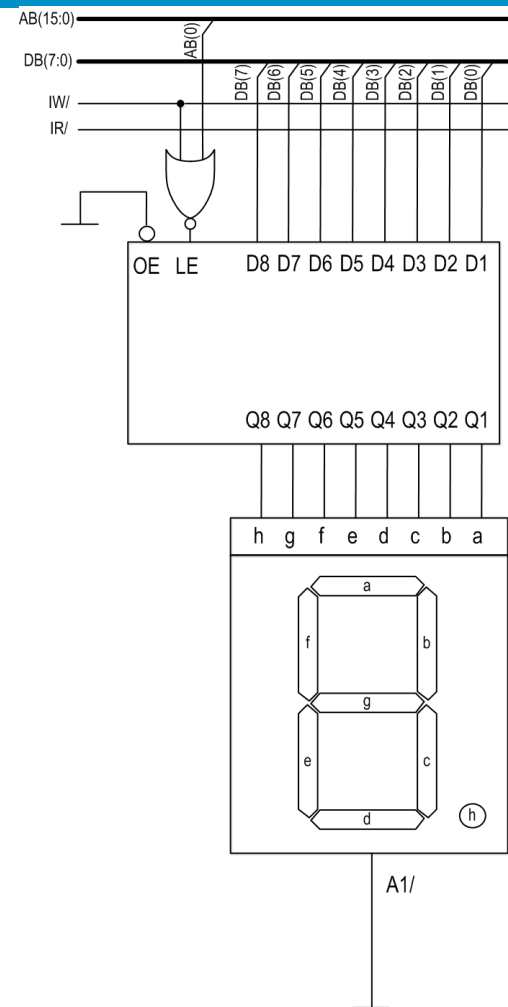 AB(15:0)
AB(0)
DB(7:0)
DB(7) DB(6) DB(5) DB(4) DB(3) DB(2) DB(1) DB(0)
IW/
IR/
OE LE D8 D7 D6 D5 D4 D3 D2 D1
Q8 Q7 Q6 Q5 Q4 Q3 Q2 Q1
h g f e d c b a
a
f b
g
e c
d h
A1/